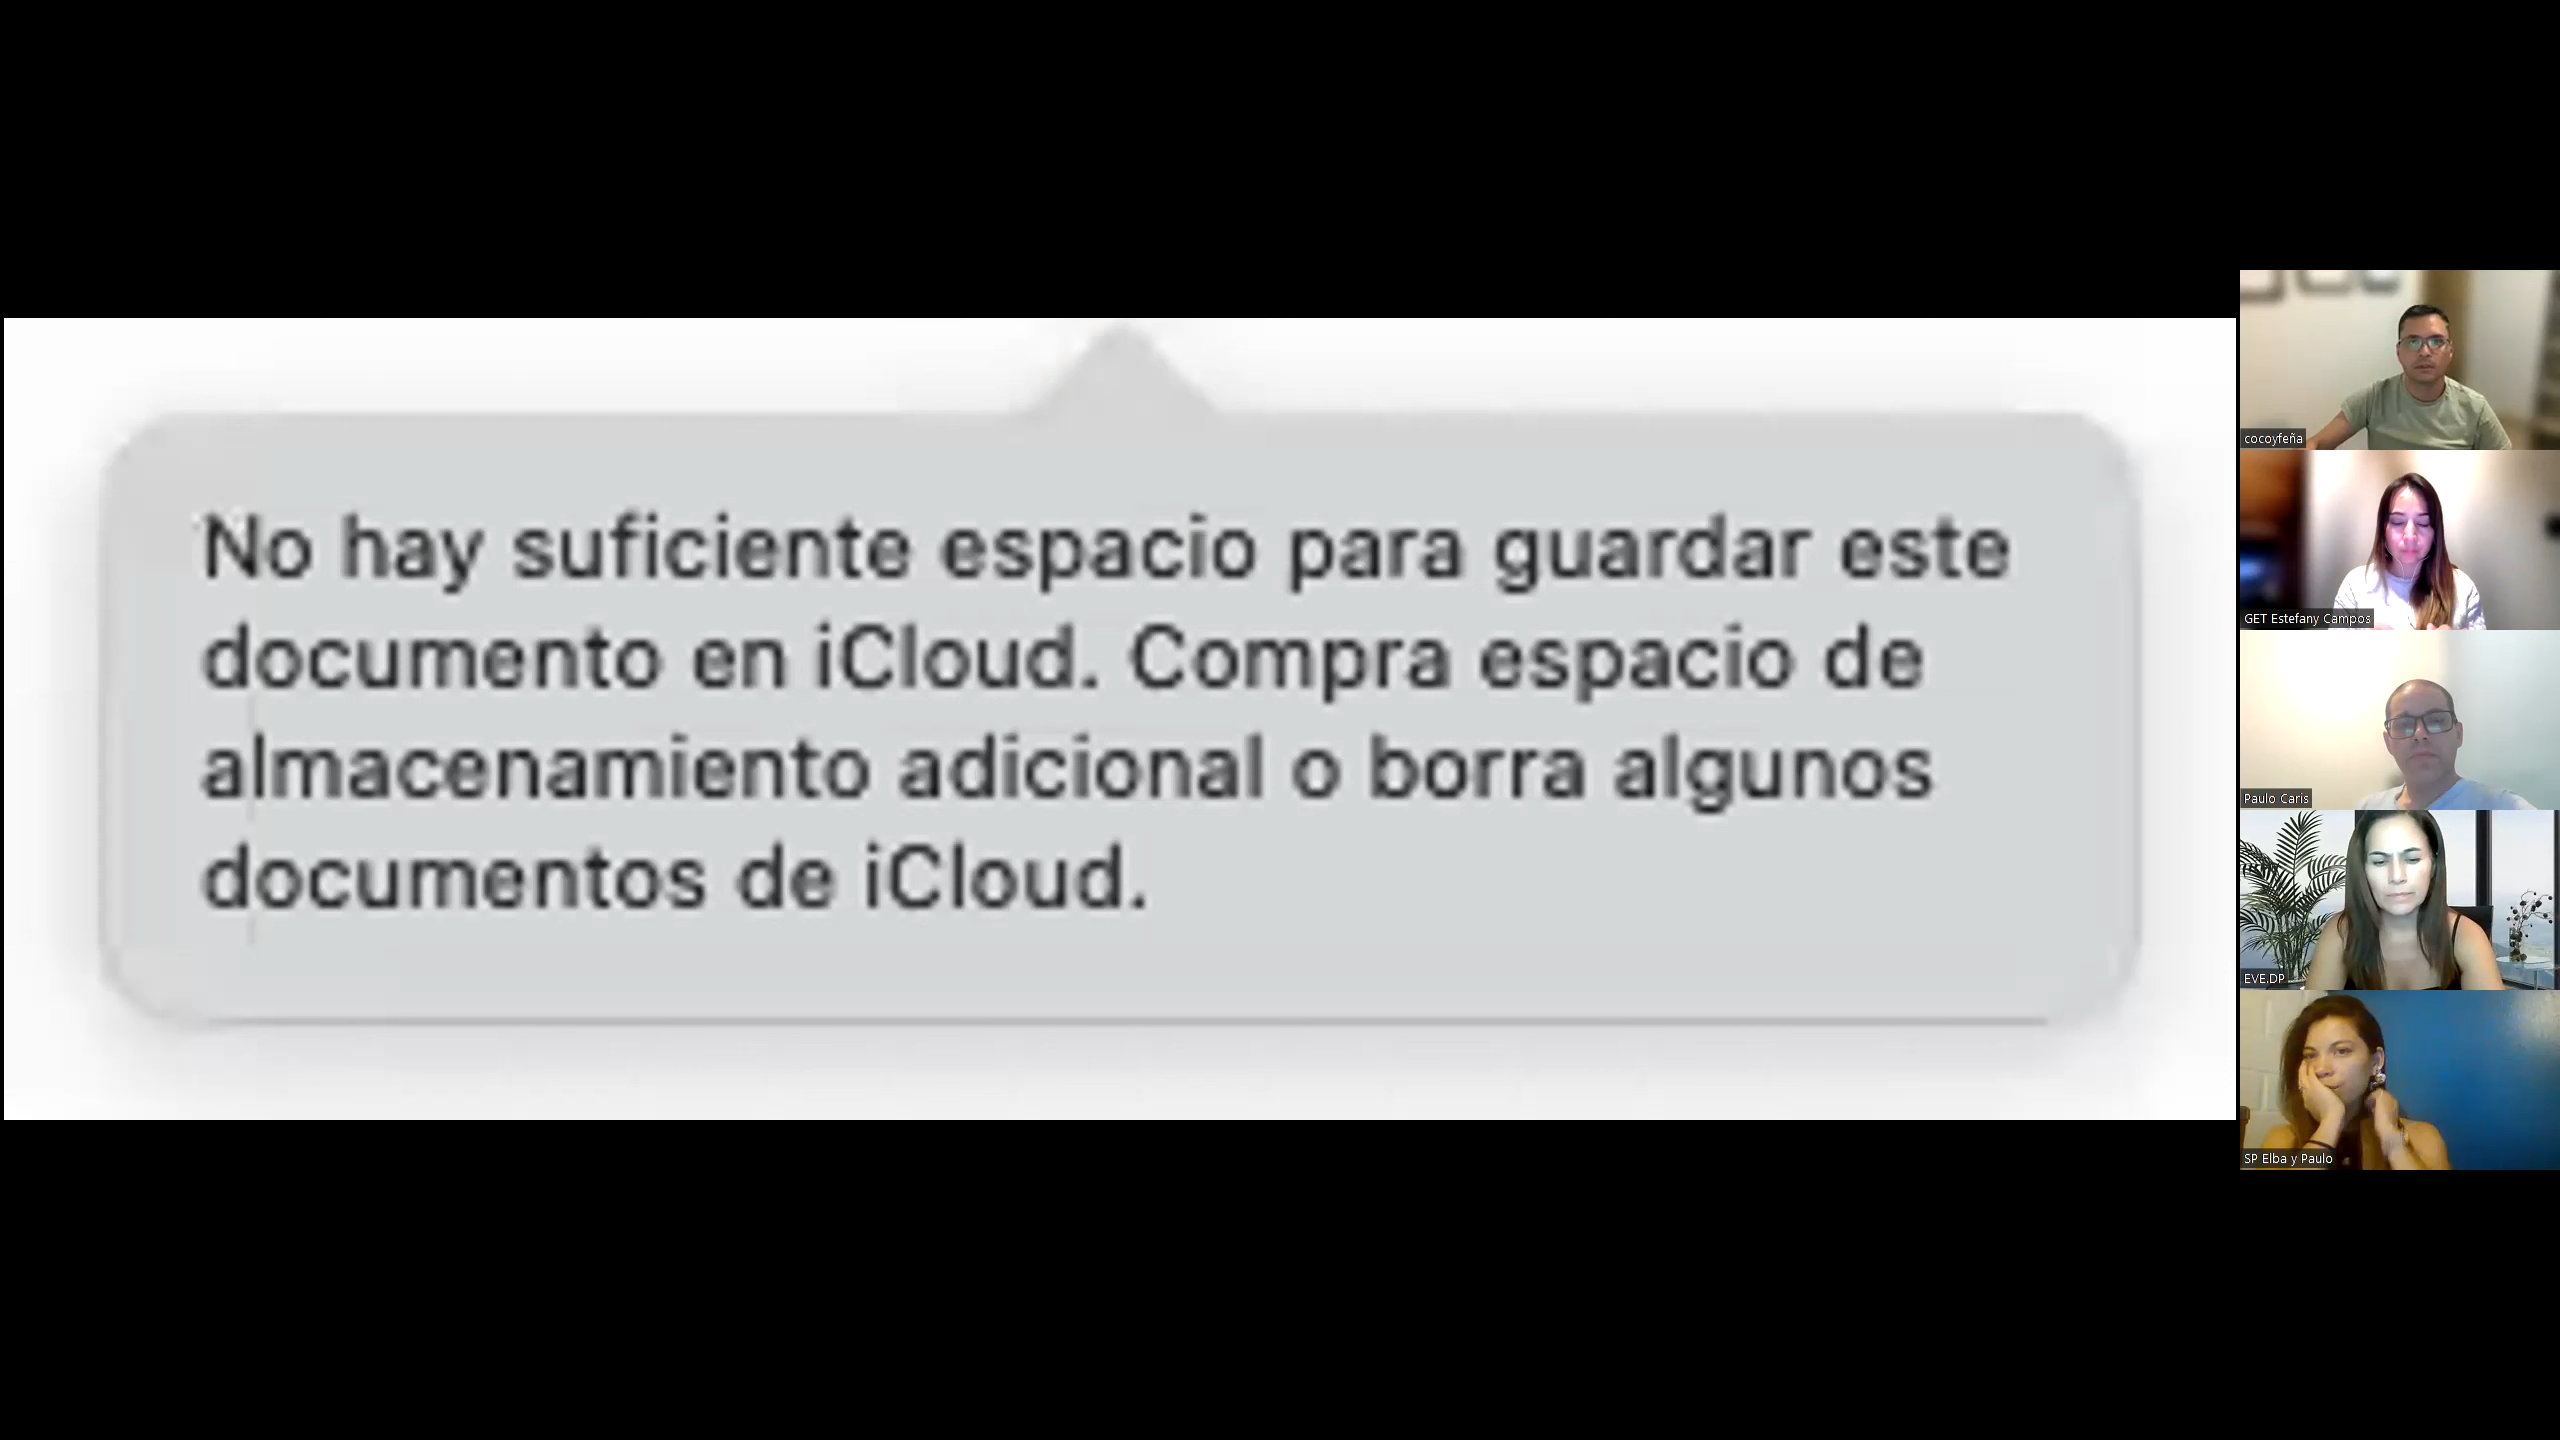 No hay suficiente espacio para guardar este
documento en iCloud. Compra espacio de
almacenamiento adicional o borra algunos
documentos de iCloud.
cocoyfeña
GET Estefany Campos
Paulo Caris
EVE.DP
SP Elba y Paulo